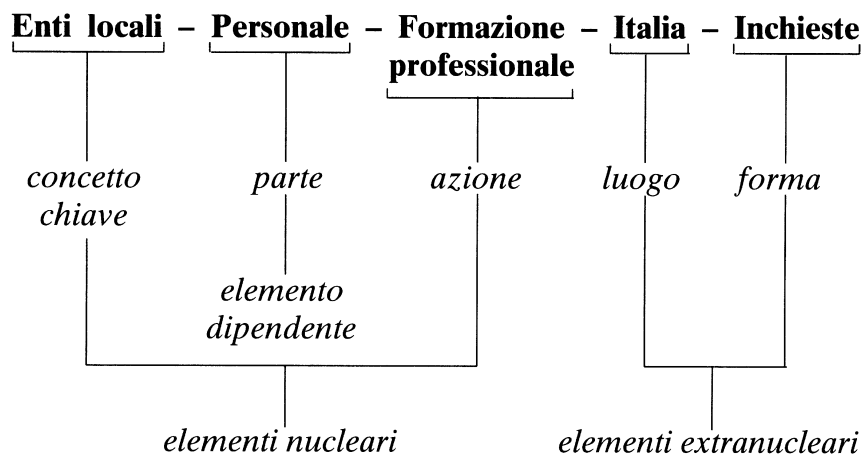 Enti locali – Personale – Formazione – Italia – Inchieste
professionale
concetto parte azione luogo forma
chiave
elemento
dipendente
elementi nucleari elementi extranucleari